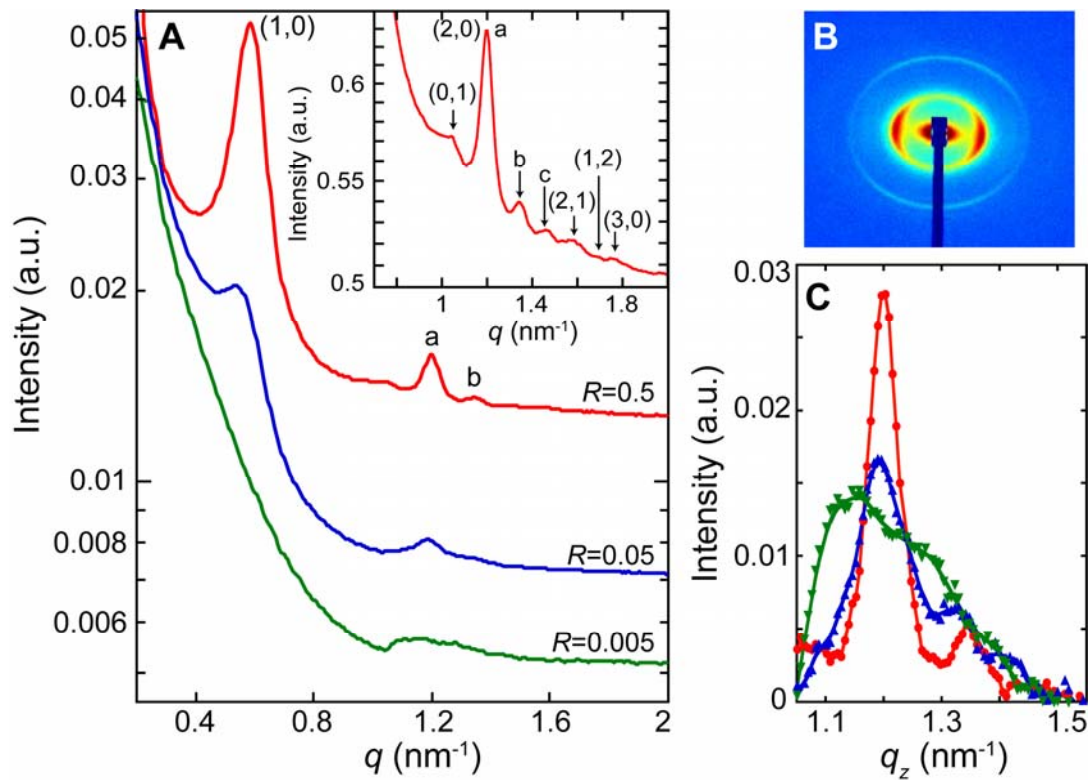 A
(1,0)
0.05
0.04
0.03
0.02
0.01
0.008
0.006
Intensity (a.u.)
a
b
R=0.5
R=0.05
R=0.005
0.4
0.8
1.2
1.6
2
q (nm-1)
Intensity (a.u.)
0.6
0.55
0.5
(2,0)
a
(0,1)
b
c
(1,2)
(2,1)
(3,0)
1
1.4
1.8
q (nm-1)
B
C
0.03
0.02
0.01
0
Intensity (a.u.)
1.1
1.3
1.5
qz (nm-1)